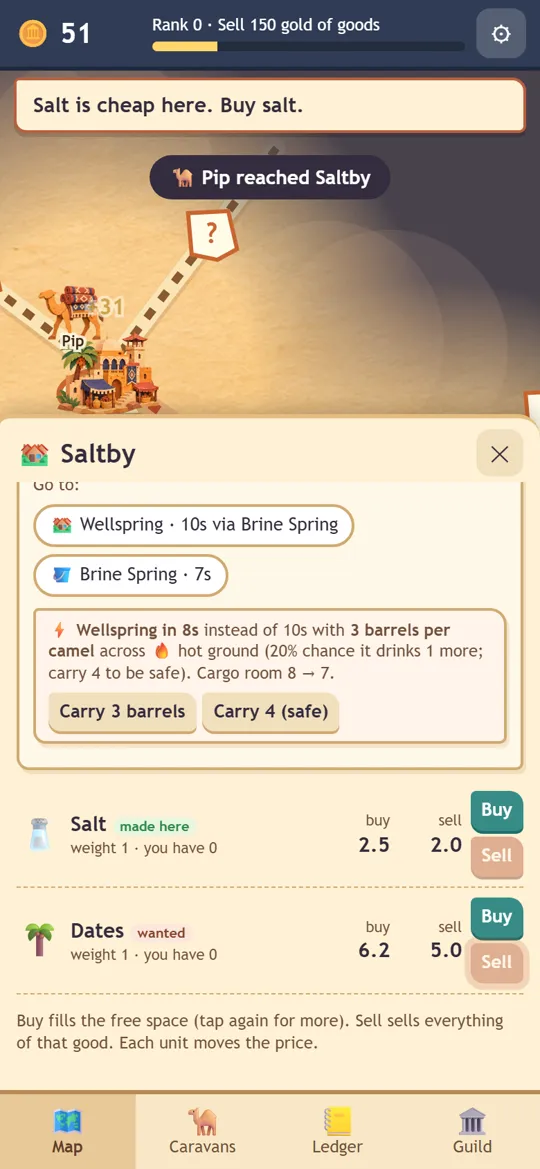 51
Rank 0 · Sell 150 gold of goods
Salt is cheap here. Buy salt.
Pip reached Saltby
?
31
Pip
Saltby
Go to:
Wellspring · 10s via Brine Spring
Brine Spring · 7s
Wellspring in 8s instead of 10s with 3 barrels per
camel across 🔥 hot ground (20% chance it drinks 1 more;
carry 4 to be safe). Cargo room 8 → 7.
Carry 3 barrels
Carry 4 (safe)
Salt made here
weight 1 · you have 0
buy
2.5
sell
2.0
Buy
Sell
Dates wanted
weight 1 · you have 0
buy
6.2
sell
5.0
Buy
Sell
Buy fills the free space (tap again for more). Sell sells everything
of that good. Each unit moves the price.
Map
Caravans
Ledger
Guild